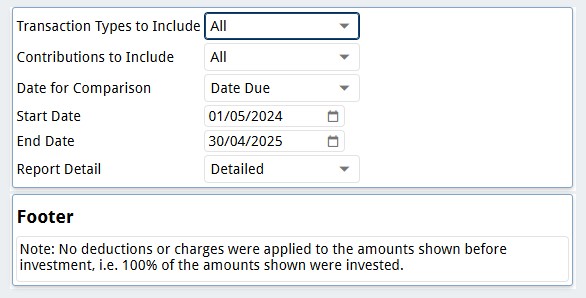 Transaction Types to Include All
Contributions to Include All
Date for Comparison Date Due
Start Date 01/05/2024
End Date 30/04/2025
Report Detail Detailed
Footer
Note: No deductions or charges were applied to the amounts shown before
investment, i.e. 100% of the amounts shown were invested.